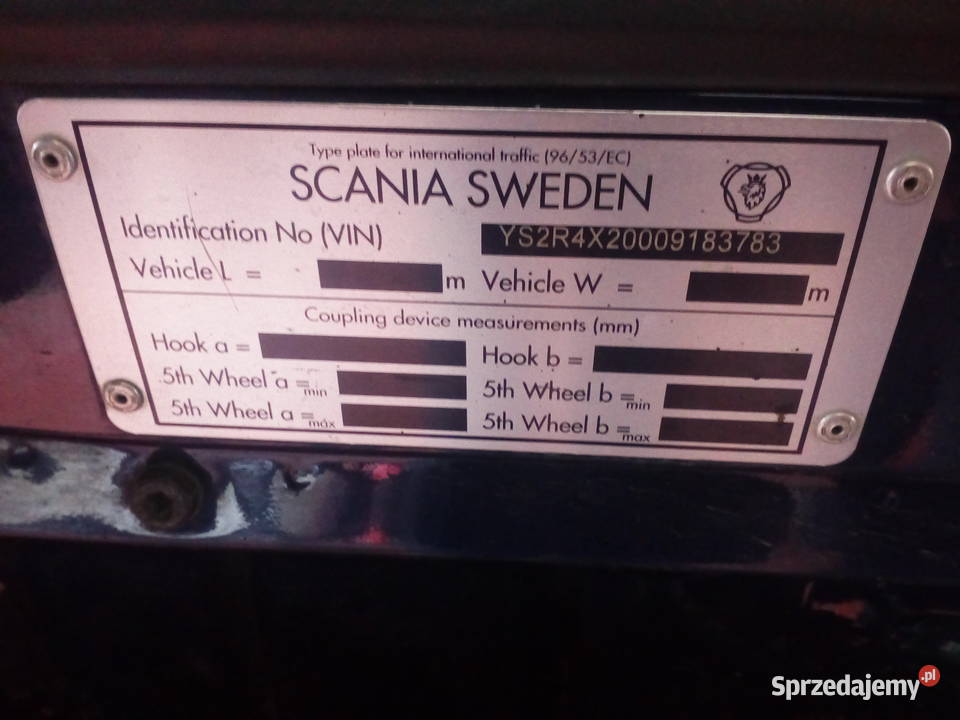 Type plate for international traffic (96/53/EC)
SCANIA SWEDEN
Identification No (VIN) YS2R4X20009183783
Vehicle L = m Vehicle W = m
Coupling device measurements (mm)
Hook a = Hook b =
5th Wheel a = min 5th Wheel b = min
5th Wheel a = max 5th Wheel b = max
Sprzedajemy.pl